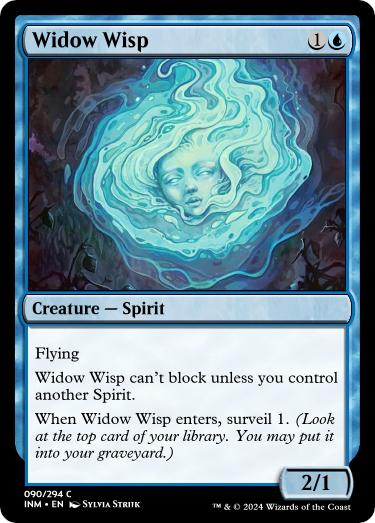 Widow Wisp 1
Creature — Spirit
Flying
Widow Wisp can't block unless you control
another Spirit.
When Widow Wisp enters, surveil 1. (Look
at the top card of your library. You may put it
into your graveyard.)
2/1
090/294 C
INM • EN Sylvia Strijk
™ & © 2024 Wizards of the Coast